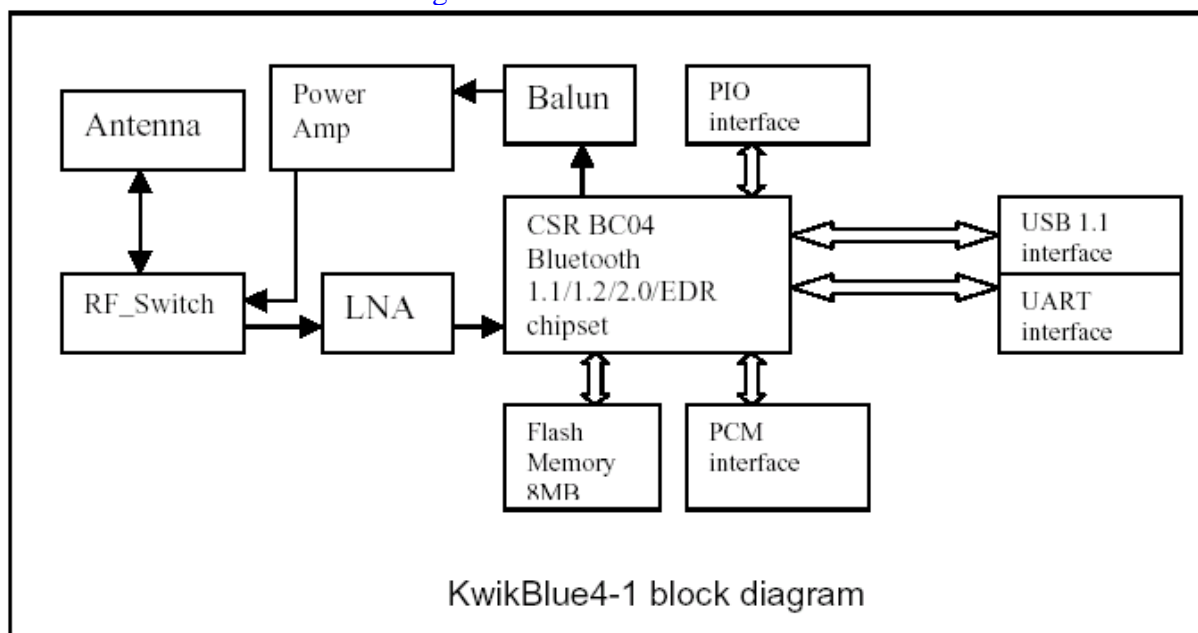 Antenna
Power
Amp
Balun
PIO
interface
CSR BC04
Bluetooth
1.1/1.2/2.0/EDR
chipset
USB 1.1
interface
UART
interface
RF_Switch
LNA
Flash
Memory
8MB
PCM
interface
KwikBlue4-1 block diagram